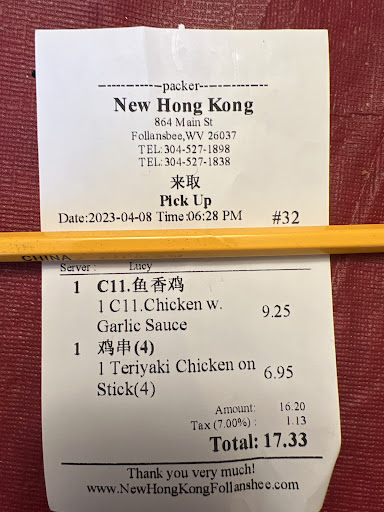 packer
New Hong Kong
864 Main St
Follansbee,WV 26037
TEL:304-527-1898
TEL:304-527-1838
来取
Pick Up
Date:2023-04-08 Time:06:28 PM #32
CHINA
Server : Lucy
1 C11.鱼香鸡
1 C11.Chicken w. 9.25
Garlic Sauce
1 鸡串(4)
1 Teriyaki Chicken on 6.95
Stick(4)
Amount: 16.20
Tax (7.00%) : 1.13
Total: 17.33
Thank you very much!
www.NewHongKongFollansbee.com